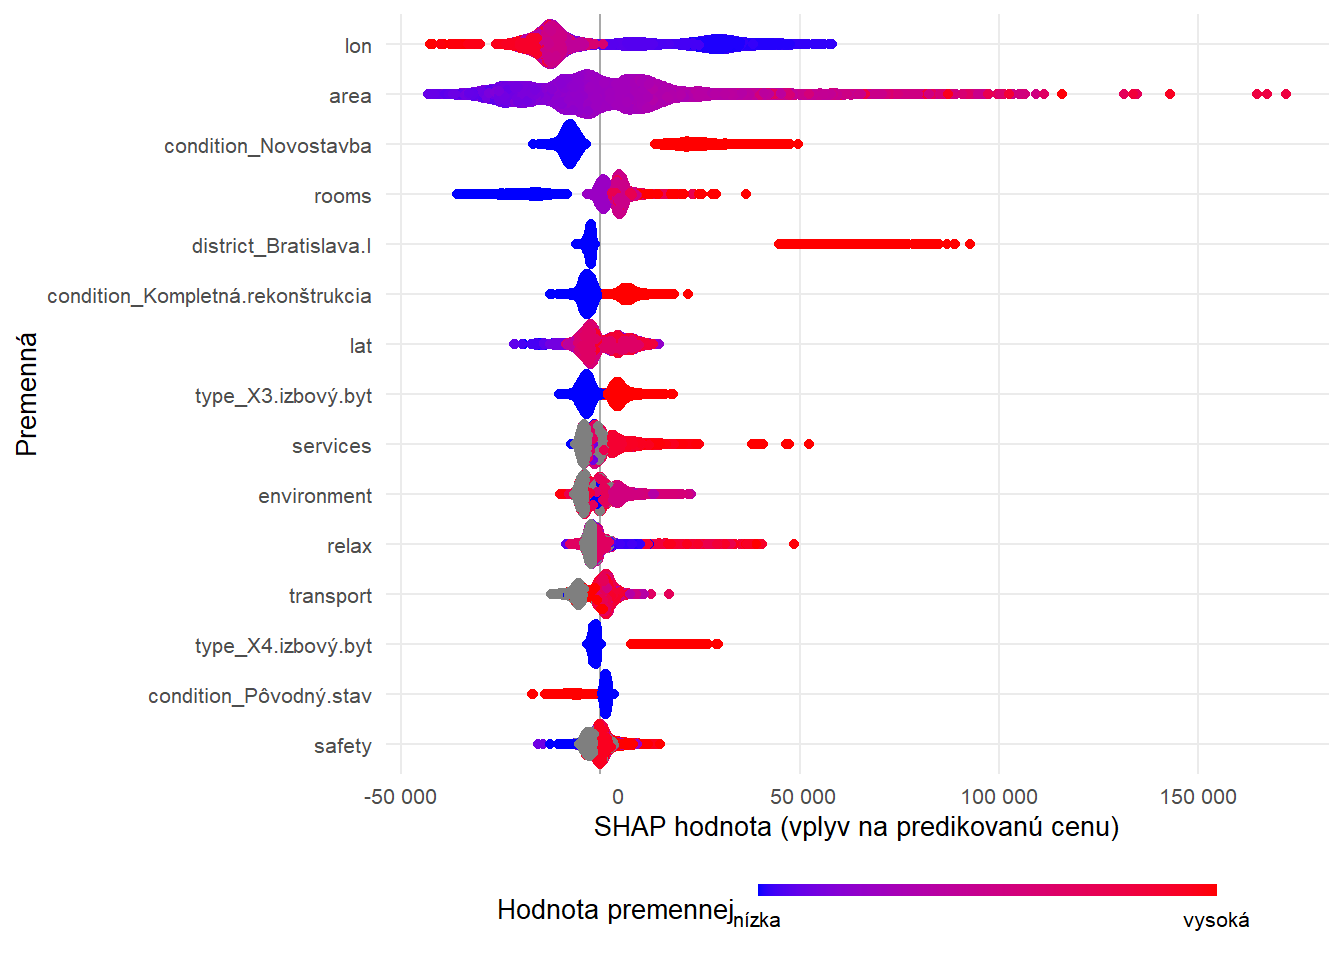 Premenná
lon
area
condition_Novostavba
rooms
district_Bratislava.I
condition_Kompletná.rekonštrukcia
lat
type_X3.izbový.byt
services
environment
relax
transport
type_X4.izbový.byt
condition_Pôvodný.stav
safety
-50 000 0 50 000 100 000 150 000
SHAP hodnota (vplyv na predikovanú cenu)
Hodnota premennej
nízka vysoká